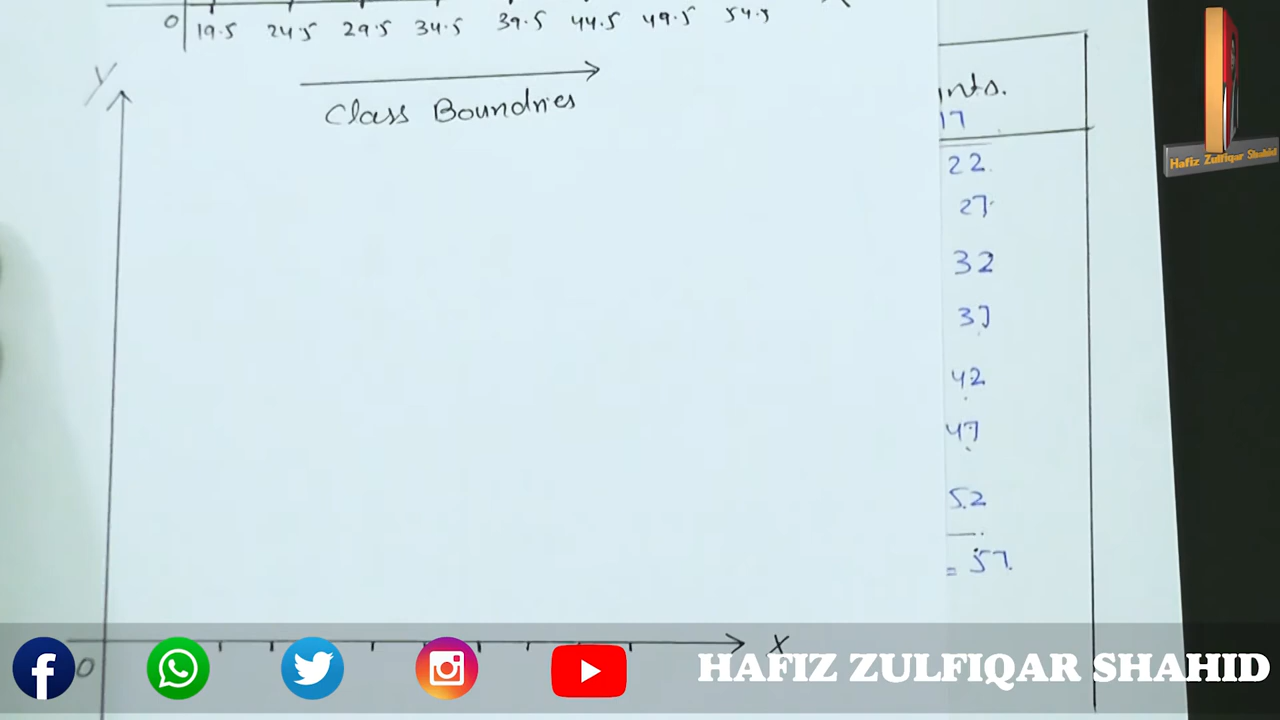 0 19.5 24.5 29.5 34.5 39.5 44.5 49.5 54.5
Class Boundries
Y
17
22
27
32
37
42
47
52
= 57
0
X
Hafiz Zulfiqar Shahid
HAFIZ ZULFIQAR SHAHID